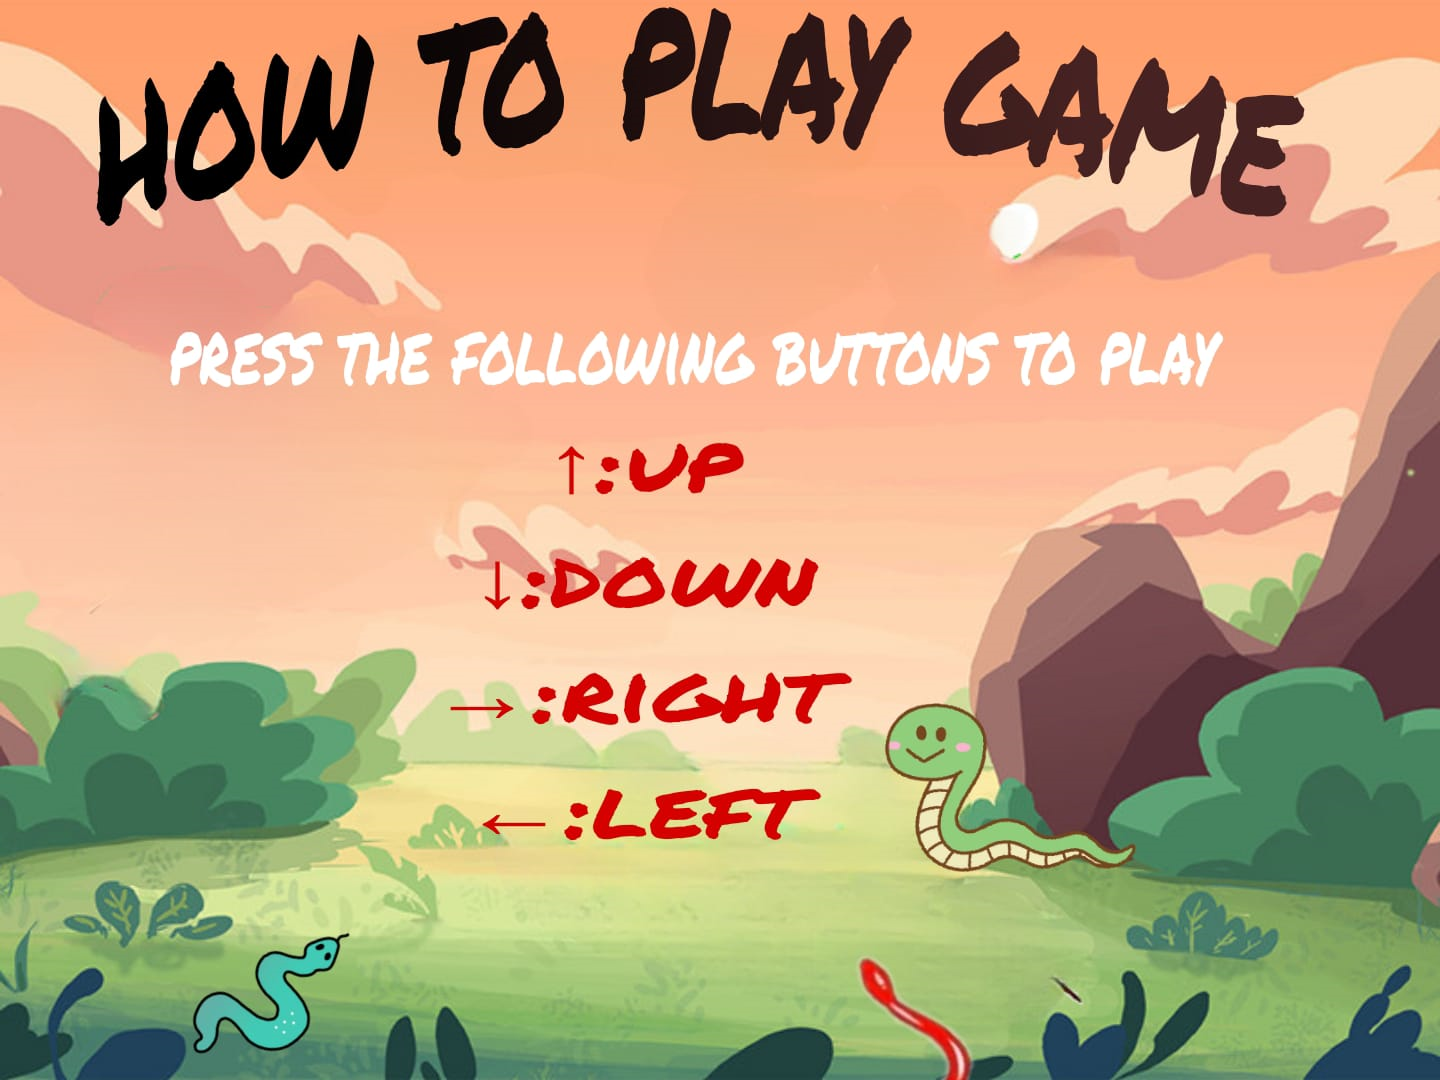 HOW TO PLAY GAME
PRESS THE FOLLOWING BUTTONS TO PLAY
↑:UP
↓:DOWN
→:RIGHT
←:LEFT